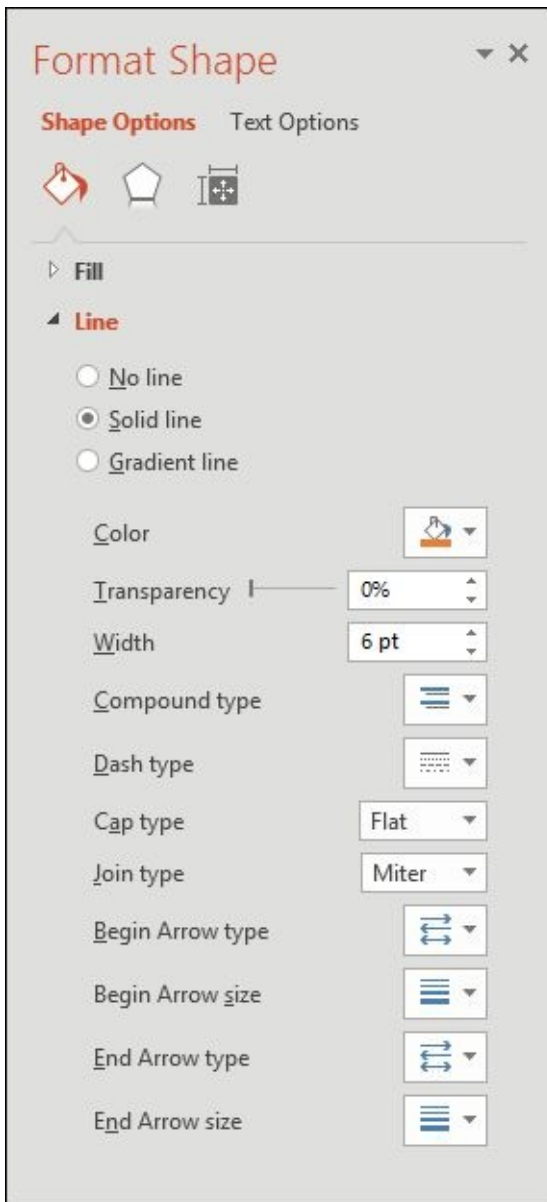 Format Shape
Shape Options Text Options
Fill
Line
No line
Solid line
Gradient line
Color
Transparency 0%
Width 6 pt
Compound type
Dash type
Cap type Flat
Join type Miter
Begin Arrow type
Begin Arrow size
End Arrow type
End Arrow size